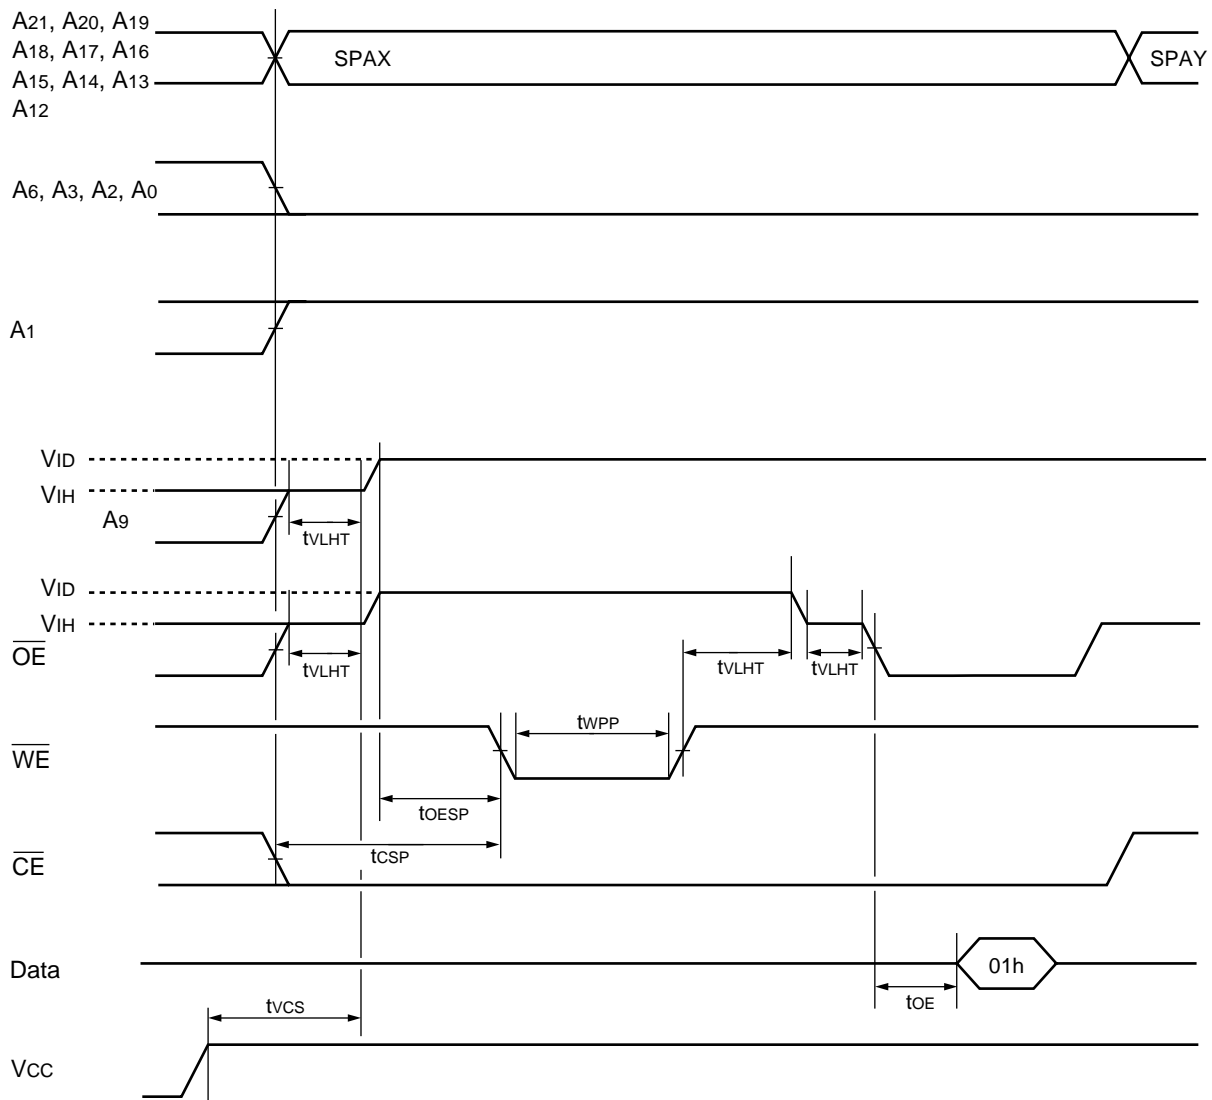 A21, A20, A19
A18, A17, A16
A15, A14, A13
A12
SPAX
SPAY
A6, A3, A2, A0
A1
VID
VIH
A9
tVLHT
VID
VIH
OE
tVLHT
tVLHT
tVLHT
WE
tWPP
tOESP
CE
tCSP
Data
01h
tOE
tVCS
VCC